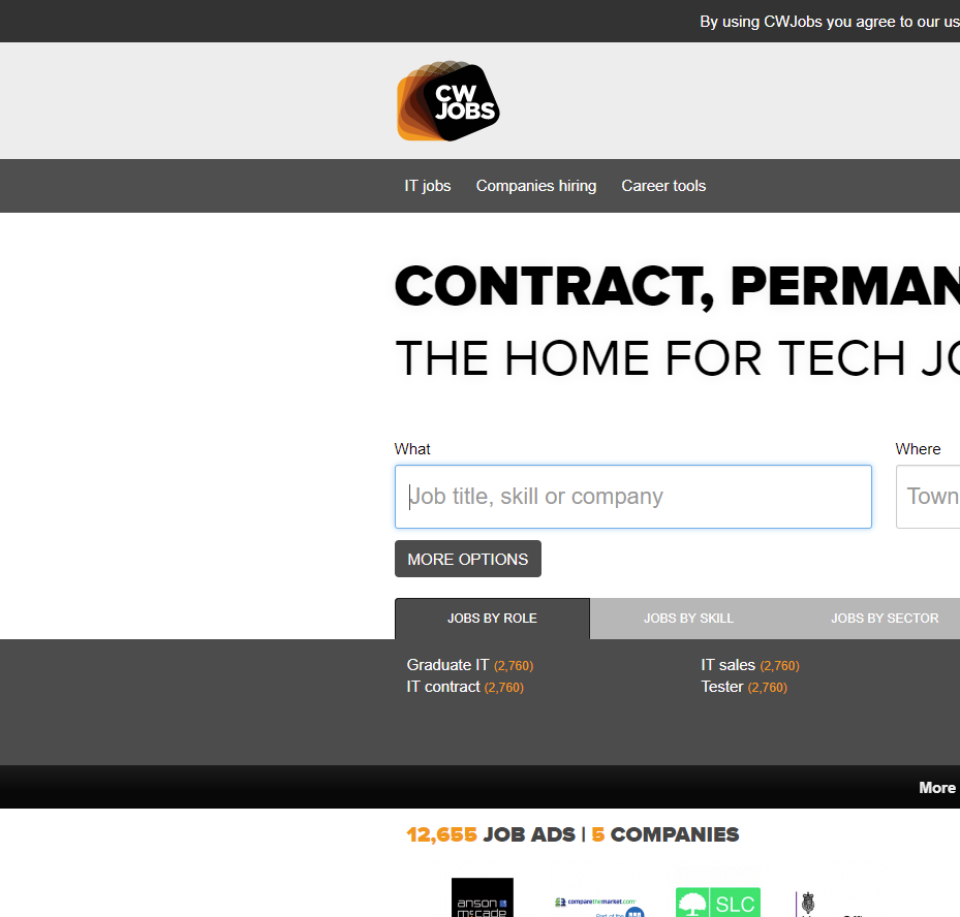 By using CWJobs you agree to our us
CW
JOBS
IT jobs Companies hiring Career tools
CONTRACT, PERMAN
THE HOME FOR TECH JO
What Where
Job title, skill or company Town
MORE OPTIONS
JOBS BY ROLE JOBS BY SKILL JOBS BY SECTOR
Graduate IT (2,760) IT sales (2,760)
IT contract (2,760) Tester (2,760)
More
12,655 JOB ADS | 5 COMPANIES
anson
mccade
comparethemarket.com
Part of the
SLC